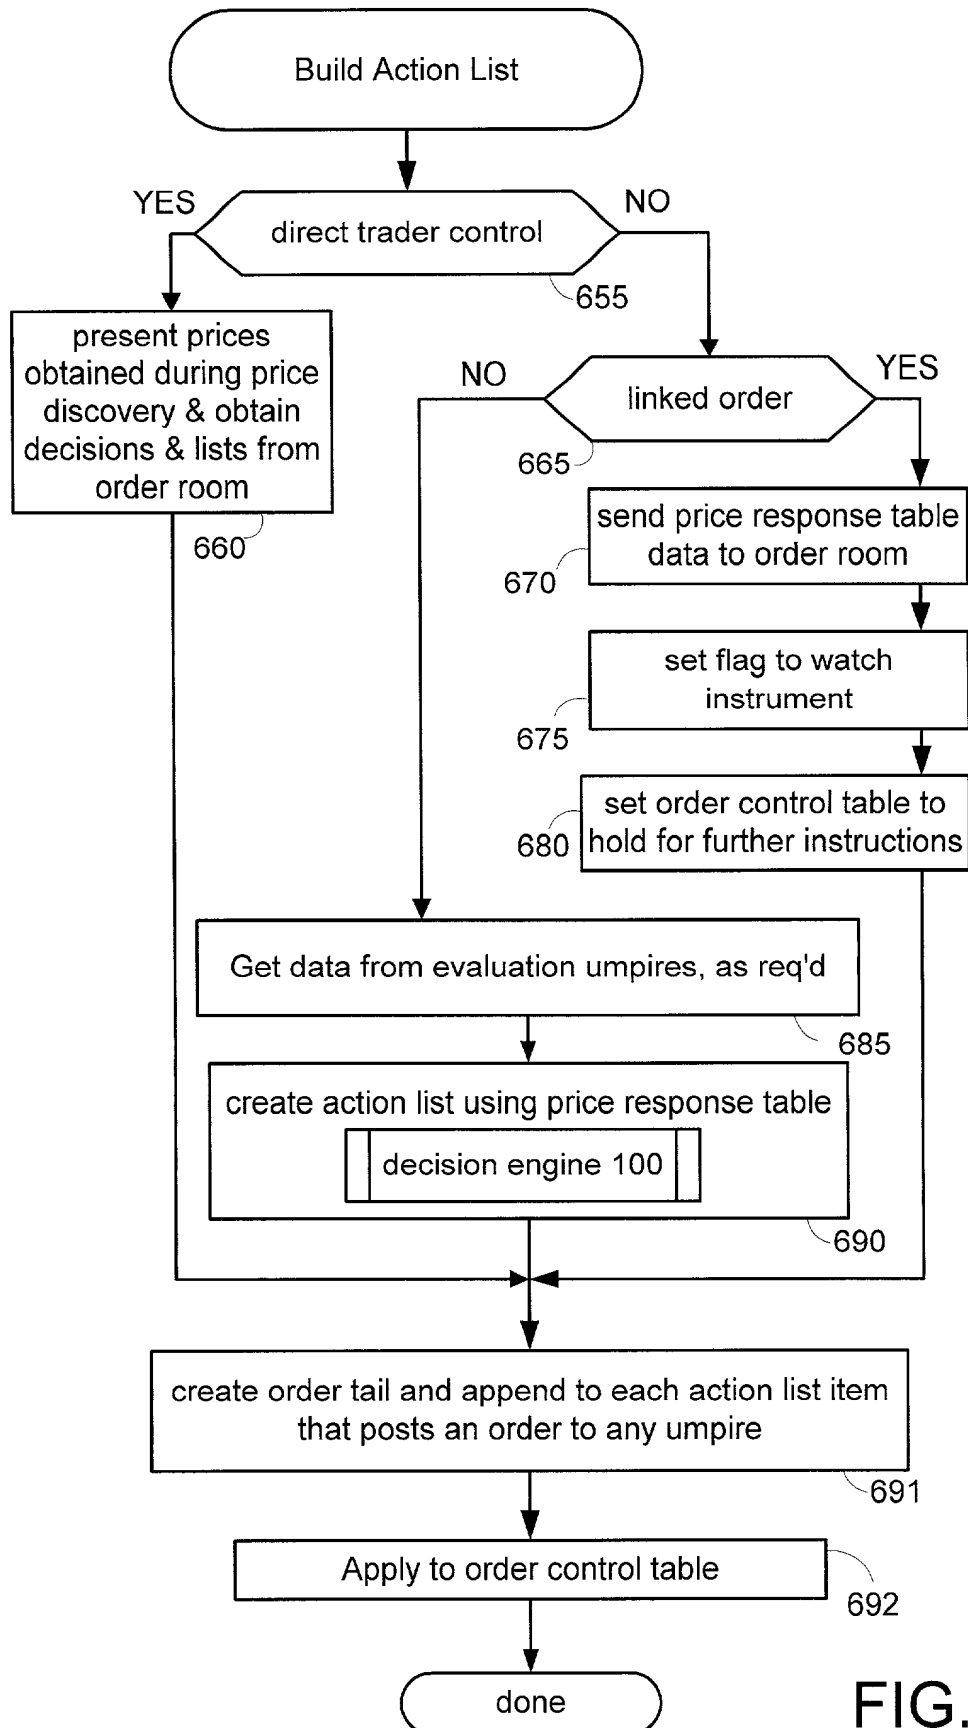 Build Action List
YES
NO
direct trader control
655
present prices
obtained during price
discovery & obtain
decisions & lists from
order room
660
NO
YES
linked order
665
send price response table
data to order room
670
set flag to watch
instrument
675
set order control table to
hold for further instructions
680
Get data from evaluation umpires, as req'd
685
create action list using price response table
decision engine 100
690
create order tail and append to each action list item
that posts an order to any umpire
691
Apply to order control table
692
done
FIG.